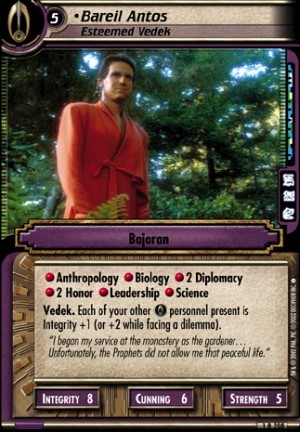 5
• Bareil Antos
Esteemed Vedek
Bajoran
• Anthropology • Biology • 2 Diplomacy
• 2 Honor • Leadership • Science
Vedek. Each of your other personnel present is
Integrity +1 (or +2 while facing a dilemma).
"I began my service at the monastery as the gardener…
Unfortunately, the Prophets did not allow me that peaceful life."
INTEGRITY 8 CUNNING 6 STRENGTH 5